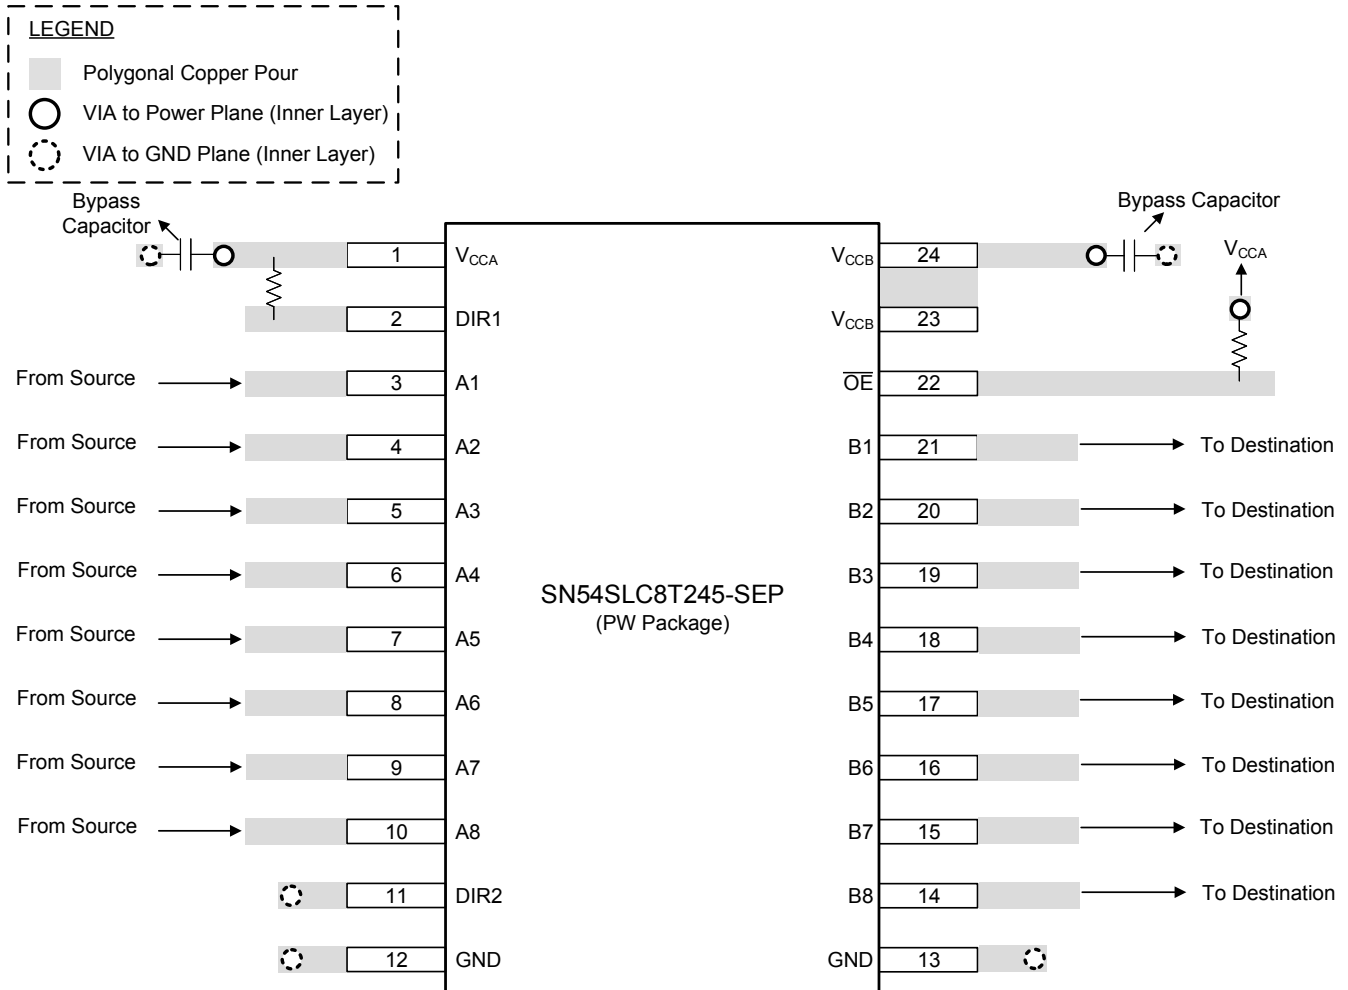 LEGEND
Polygonal Copper Pour
VIA to Power Plane (Inner Layer)
VIA to GND Plane (Inner Layer)
Bypass
Capacitor
Bypass Capacitor
1 VCCA
VCCB 24
VCCA
2 DIR1
VCCB 23
From Source 3 A1
OE 22
From Source 4 A2
B1 21 To Destination
From Source 5 A3
B2 20 To Destination
From Source 6 A4
B3 19 To Destination
SN54SLC8T245-SEP
(PW Package)
From Source 7 A5
B4 18 To Destination
From Source 8 A6
B5 17 To Destination
From Source 9 A7
B6 16 To Destination
From Source 10 A8
B7 15 To Destination
11 DIR2
B8 14 To Destination
12 GND
GND 13